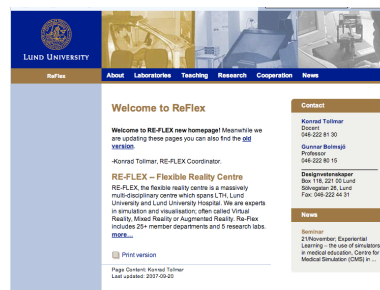 LUND UNIVERSITY
ReFlex
About Laboratories Teaching Research Cooperation News
Welcome to ReFlex
Welcome to RE-FLEX new homepage! Meanwhile we
are updating these pages you can also find the old
version.
-Konrad Tollmar, RE-FLEX Coordinator.
RE-FLEX – Flexible Reality Centre
RE-FLEX, the flexible reality centre is a massively
multi-disciplinary centre which spans LTH, Lund
University and Lund University Hospital. We are experts
in simulation and visualisation; often called Virtual
Reality, Mixed Reality or Augmented Reality. Re-Flex
includes 25+ member departments and 5 research labs.
more...
Print version
Page Content: Konrad Tollmar
Last updated: 2007-09-20
Contact
Konrad Tollmar
Docent
046-222 81 30
Gunnar Bolmsjö
Professor
046-222 80 15
Designvetenskaper
Box 118, 221 00 Lund
Sölvegatan 26, Lund
Fax: 046-222 44 31
News
Seminar
21/November; Experiential
Learning – the use of simulators
in medical education, Centre for
Medical Simulation (CMS) in ...